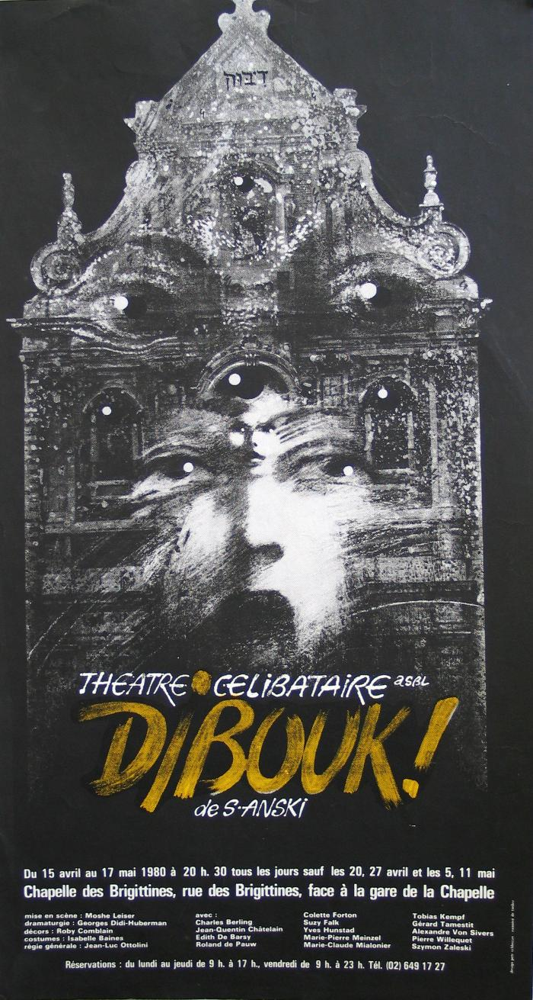 דיבוק
THEATRE CELIBATAIRE asbl
DIBOUK!
de S. ANSKI
Du 15 avril au 17 mai 1980 à 20 h. 30 tous les jours sauf les 20, 27 avril et les 5, 11 mai
Chapelle des Brigittines, rue des Brigittines, face à la gare de la Chapelle
mise en scène : Moshe Leiser
dramaturgie : Georges Didi-Huberman
décors : Roby Comblain
costumes : Isabelle Baines
régie générale : Jean-Luc Ottolini
avec :
Charles Berling
Jean-Quentin Châtelain
Edith De Barsy
Roland de Pauw
Colette Forton
Suzy Falk
Yves Hunstad
Marie-Pierre Meinzel
Marie-Claude Mialonier
Tobias Kempf
Gérard Tamestit
Alexandre Von Sivers
Pierre Willequet
Szymon Zaleski
Réservations : du lundi au jeudi de 9 h. à 17 h., vendredi de 9 h. à 23 h. Tél. (02) 649 17 27